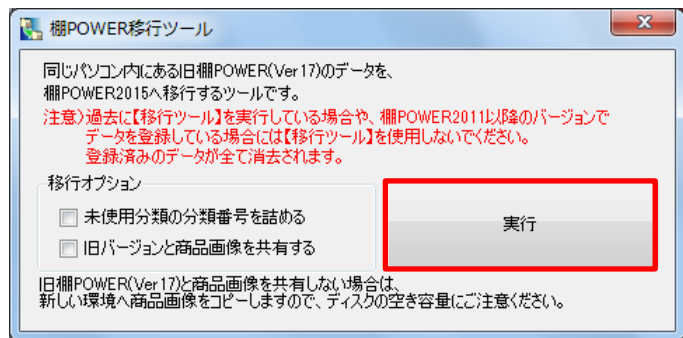 棚POWER移行ツール
同じパソコン内にある旧棚POWER(Ver17)のデータを、
棚POWER2015へ移行するツールです。
注意）過去に【移行ツール】を実行している場合や、棚POWER2011以降のバージョンで
データを登録している場合には【移行ツール】を使用しないでください。
登録済みのデータが全て消去されます。
移行オプション
未使用分類の分類番号を詰める
旧バージョンと商品画像を共有する
実行
旧棚POWER(Ver17)と商品画像を共有しない場合は、
新しい環境へ商品画像をコピーしますので、ディスクの空き容量にご注意ください。